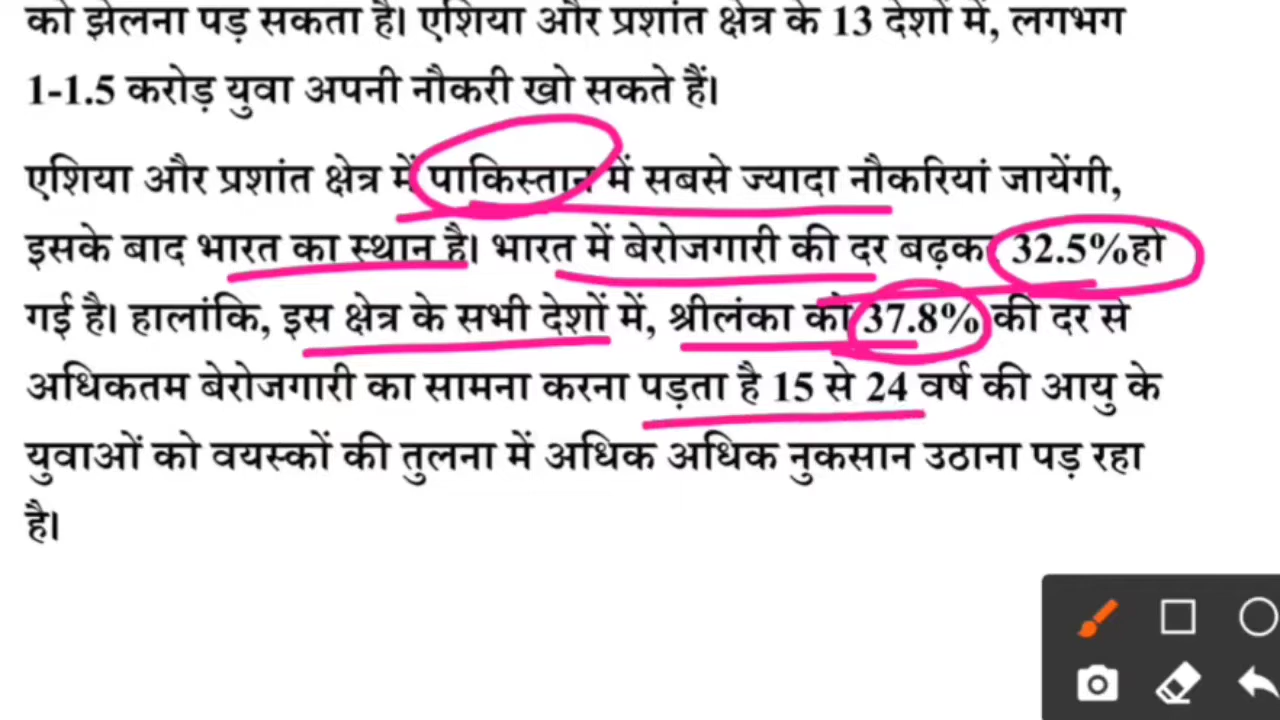 को झेलना पड़ सकता है। एशिया और प्रशांत क्षेत्र के 13 देशों में, लगभग
1-1.5 करोड़ युवा अपनी नौकरी खो सकते हैं।
एशिया और प्रशांत क्षेत्र में पाकिस्तान में सबसे ज्यादा नौकरियां जायेंगी,
इसके बाद भारत का स्थान है। भारत में बेरोजगारी की दर बढ़क 32.5%हो
गई है। हालांकि, इस क्षेत्र के सभी देशों में, श्रीलंका को 37.8% की दर से
अधिकतम बेरोजगारी का सामना करना पड़ता है 15 से 24 वर्ष की आयु के
युवाओं को वयस्कों की तुलना में अधिक अधिक नुकसान उठाना पड़ रहा
है।